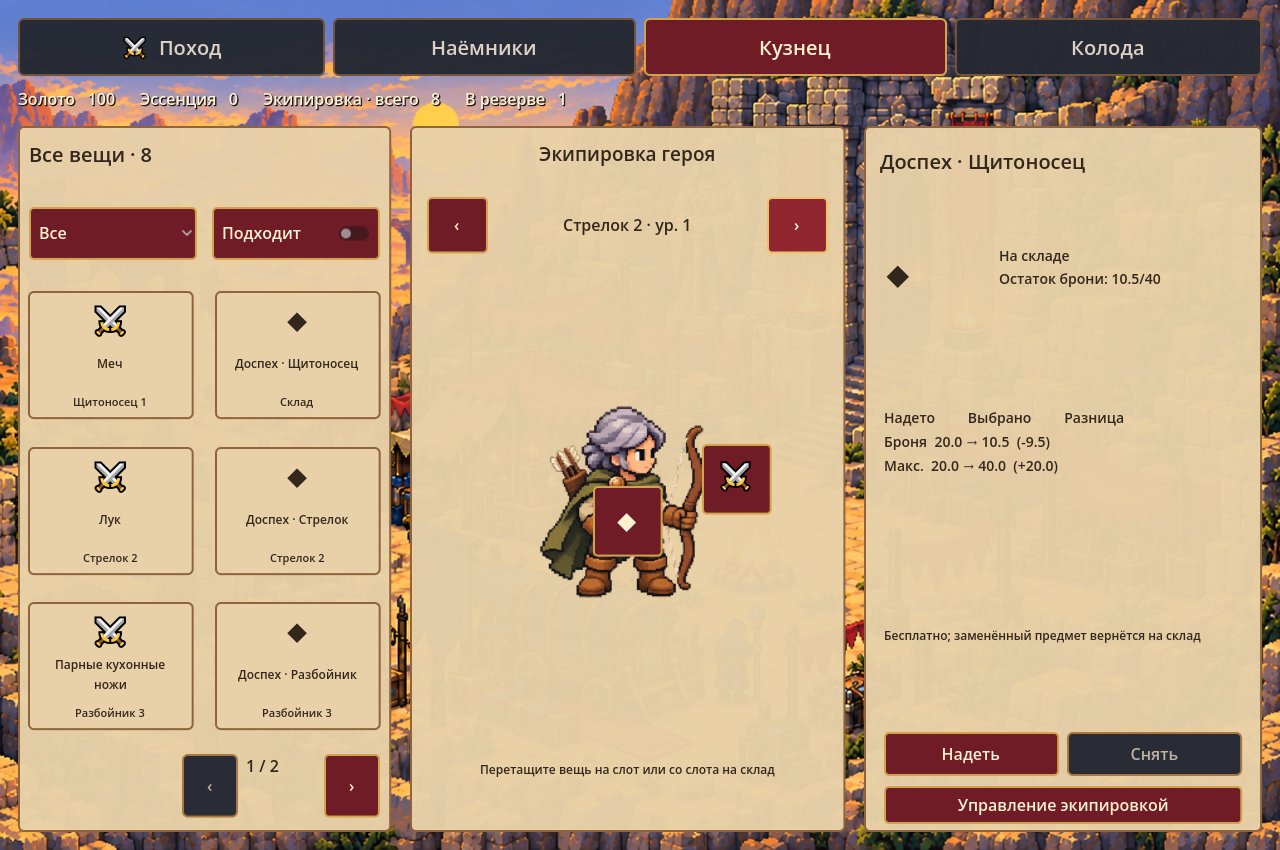 Поход
Наёмники
Кузнец
Колода
Золото 100 Эссенция 0 Экипировка · всего 8 В резерве 1
Все вещи · 8
Все
Подходит
Меч
Щитоносец 1
Доспех · Щитоносец
Склад
Лук
Стрелок 2
Доспех · Стрелок
Стрелок 2
Парные кухонные
ножи
Разбойник 3
Доспех · Разбойник
Разбойник 3
‹
1 / 2
›
Экипировка героя
‹
Стрелок 2 · ур. 1
›
Перетащите вещь на слот или со слота на склад
Доспех · Щитоносец
На складе
Остаток брони: 10.5/40
Надето Выбрано Разница
Броня 20.0 → 10.5 (-9.5)
Макс. 20.0 → 40.0 (+20.0)
Бесплатно; заменённый предмет вернётся на склад
Надеть
Снять
Управление экипировкой